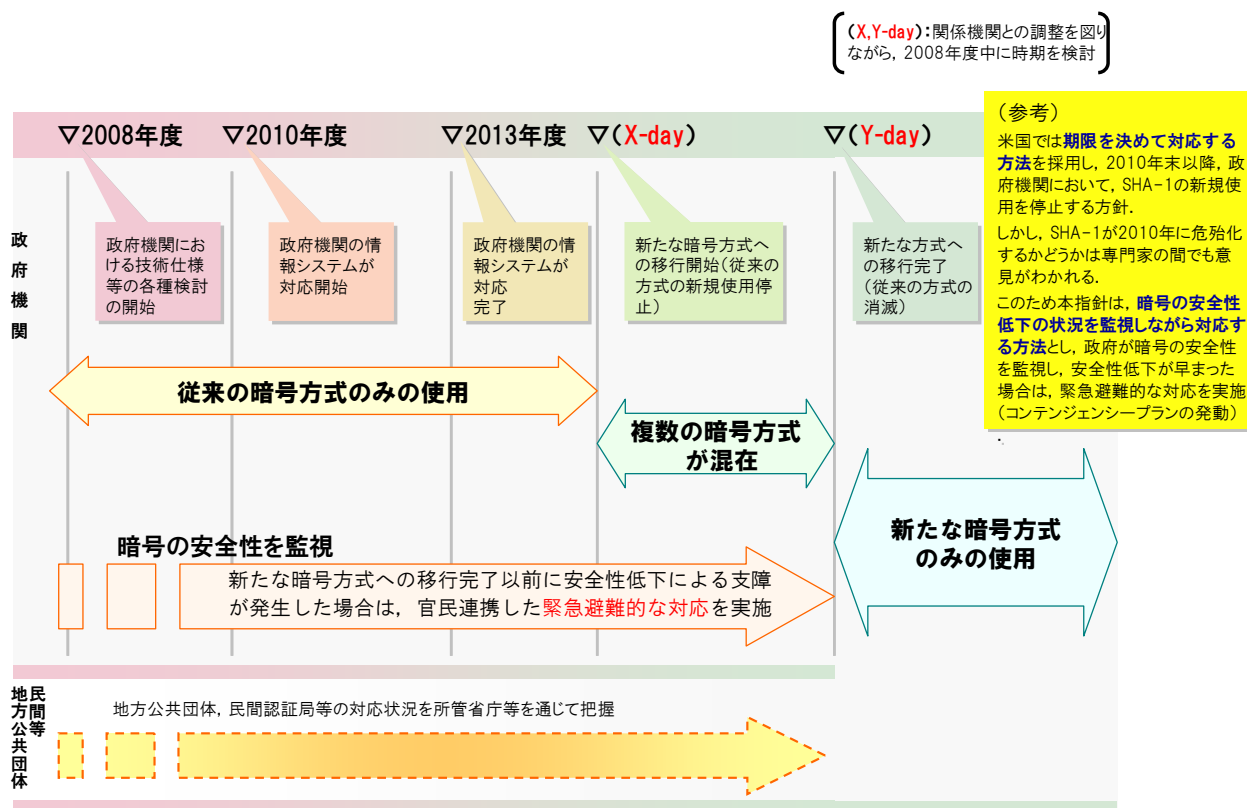 (X,Y-day):関係機関との調整を図り
ながら, 2008年度中に時期を検討
▽2008年度
▽2010年度
▽2013年度
▽(X-day)
▽(Y-day)
政府機関
政府機関にお
ける技術仕様
等の各種検討
の開始
政府機関の情
報システムが
対応開始
政府機関の情
報システムが
対応
完了
新たな暗号方式へ
の移行開始(従来の
方式の新規使用停
止)
新たな方式へ
の移行完了
(従来の方式の
消滅)
(参考)
米国では期限を決めて対応する
方法を採用し, 2010年末以降, 政
府機関において, SHA-1の新規使
用を停止する方針.
しかし, SHA-1が2010年に危殆化
するかどうかは専門家の間でも意
見がわかれる.
このため本指針は, 暗号の安全性
低下の状況を監視しながら対応す
る方法とし, 政府が暗号の安全性
を監視し, 安全性低下が早まった
場合は, 緊急避難的な対応を実施
(コンテンジェンシープランの発動)
.
従来の暗号方式のみの使用
複数の暗号方式
が混在
新たな暗号方式
のみの使用
暗号の安全性を監視
新たな暗号方式への移行完了以前に安全性低下による支障
が発生した場合は, 官民連携した緊急避難的な対応を実施
民間等
地方公共団体
地方公共団体, 民間認証局等の対応状況を所管省庁等を通じて把握